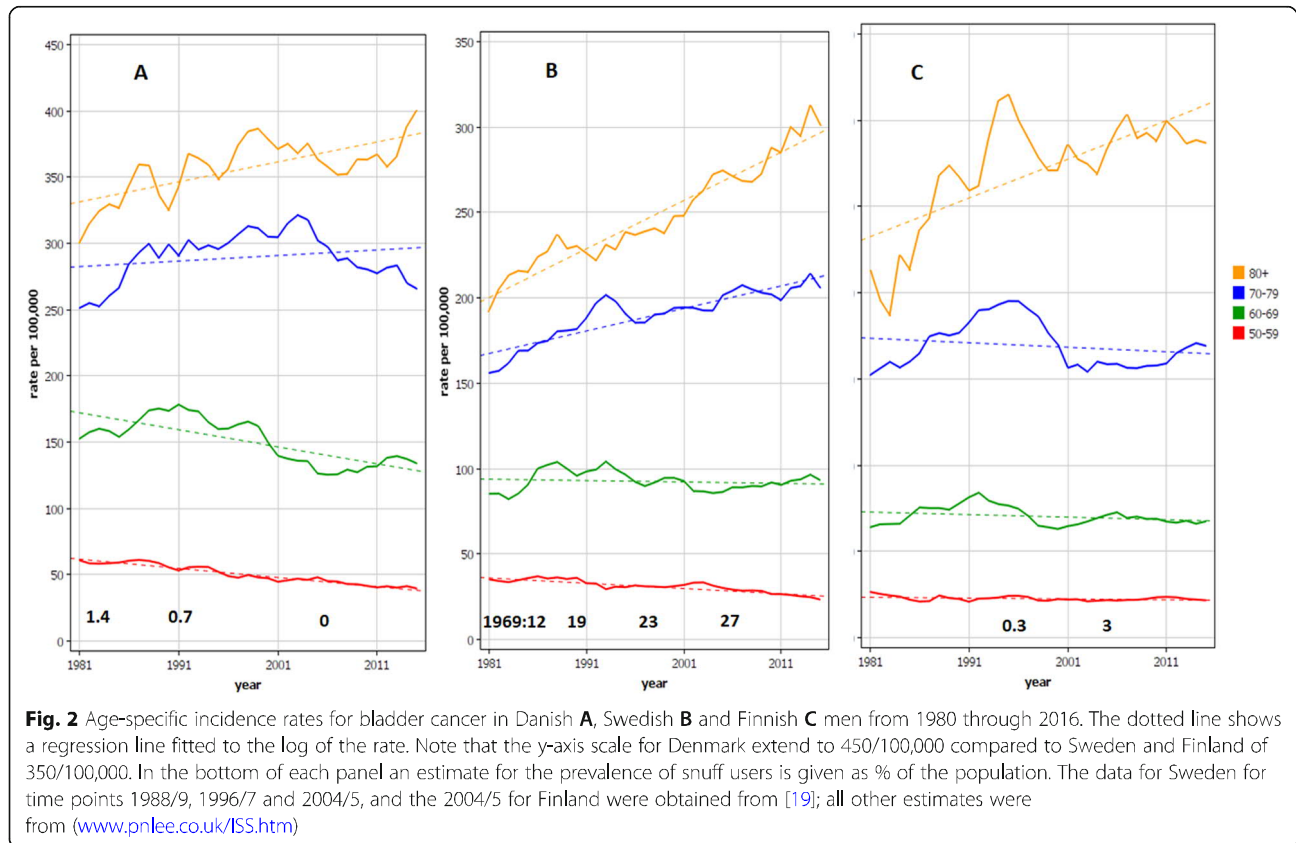 A
450
400
350
300
250
200
150
100
50
0
rate per 100,000
1.4 0.7 0
1981 1991 2001 2011
year
B
350
300
250
200
150
100
50
0
rate per 100,000
1969:12 19 23 27
1981 1991 2001 2011
year
C
0.3 3
1981 1991 2001 2011
year
80+
70-79
60-69
50-59
Fig. 2 Age-specific incidence rates for bladder cancer in Danish A, Swedish B and Finnish C men from 1980 through 2016. The dotted line shows
a regression line fitted to the log of the rate. Note that the y-axis scale for Denmark extend to 450/100,000 compared to Sweden and Finland of
350/100,000. In the bottom of each panel an estimate for the prevalence of snuff users is given as % of the population. The data for Sweden for
time points 1988/9, 1996/7 and 2004/5, and the 2004/5 for Finland were obtained from [19]; all other estimates were
from (www.pnlee.co.uk/ISS.htm)